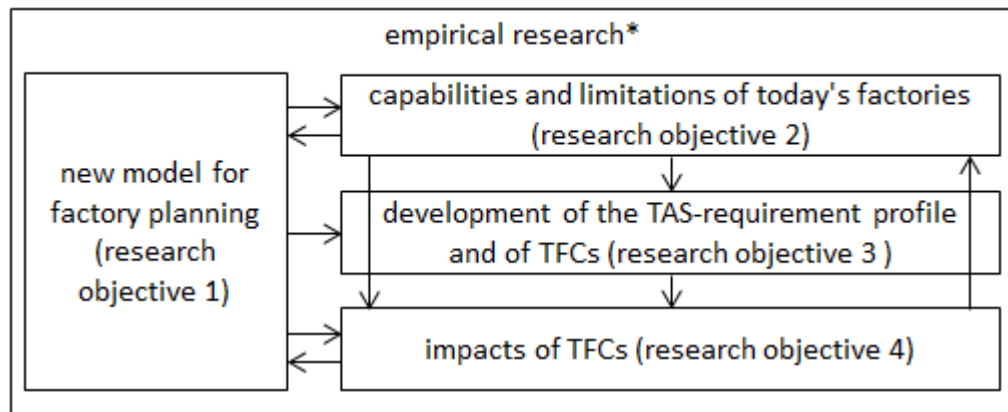 empirical research*
new model for
factory planning
(research
objective 1)
capabilities and limitations of today's factories
(research objective 2)
development of the TAS-requirement profile
and of TFCs (research objective 3 )
impacts of TFCs (research objective 4)